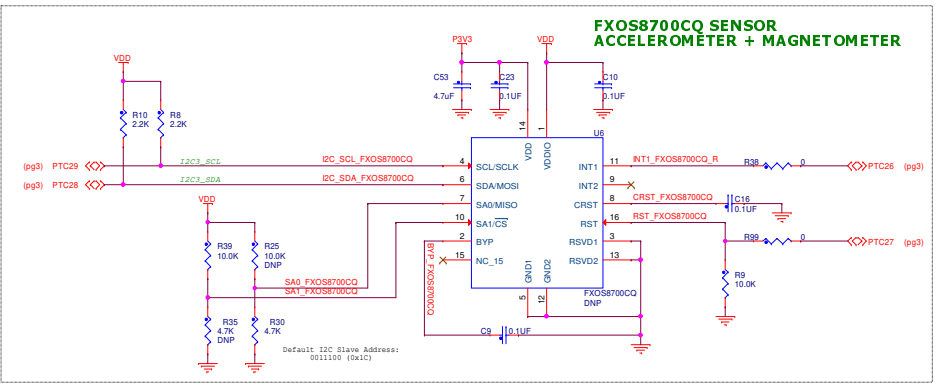 FXOS8700CQ SENSOR
ACCELEROMETER + MAGNETOMETER
P3V3
VDD
VDD
C53
4.7uF
C23
0.1UF
C10
0.1UF
R10
2.2K
R8
2.2K
14
1
U6
VDD
VDDIO
(pg3) PTC29
I2C3_SCL
I2C_SCL_FXOS8700CQ
4
SCL/SCLK
INT1
11
INT1_FXOS8700CQ_R
R38
0
PTC26 (pg3)
(pg3) PTC28
I2C3_SDA
I2C_SDA_FXOS8700CQ
6
SDA/MOSI
INT2
9
7
SA0/MISO
CRST
8
CRST_FXOS8700CQ
C16
0.1UF
VDD
10
SA1/CS
RST
16
RST_FXOS8700CQ
2
BYP
RSVD1
3
R99
0
PTC27 (pg3)
15
NC_15
RSVD2
13
R39
10.0K
R25
10.0K
DNP
BYP_FXOS8700CQ
GND1
GND2
R9
10.0K
SA0_FXOS8700CQ
SA1_FXOS8700CQ
5
12
FXOS8700CQ
DNP
R35
4.7K
DNP
R30
4.7K
C9
0.1UF
Default I2C Slave Address:
0011100 (0x1C)